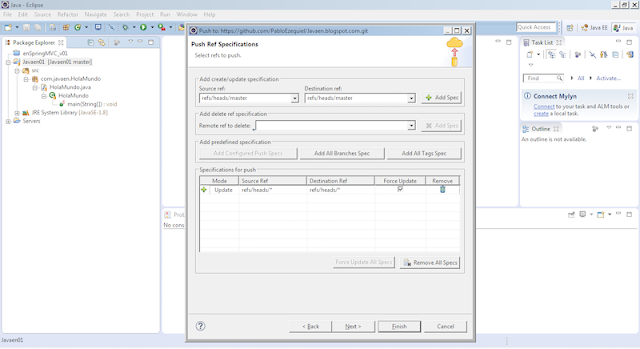 Java - Eclipse
File Edit Source Refactor Navigate Search Project Run Window Help
Quick Access
Java EE
Java
Package Explorer
enSpringMVC_v01
Javaen01 [Javaen01 master]
src
com.javaen.HolaMundo
HolaMundo.java
HolaMundo
main(String[]) : void
JRE System Library [JavaSE-1.8]
Servers
Push to: https://github.com/PabloEzequiel/Javaen.blogspot.com.git
Push Ref Specifications
Select refs to push.
Add create/update specification
Source ref:
Destination ref:
refs/heads/master
refs/heads/master
Add Spec
Add delete ref specification
Remote ref to delete:
Add Spec
Add predefined specification
Add Configured Push Specs
Add All Branches Spec
Add All Tags Spec
Specifications for push
Mode Source Ref Destination Ref Force Update Remove
Update refs/heads/* refs/heads/*
Force Update All Specs
Remove All Specs
< Back
Next >
Finish
Cancel
Task List
Find
All
Activate...
Connect Mylyn
Connect to your task and ALM tools or
create a local task.
Outline
An outline is not available.
No cons
Javaen01